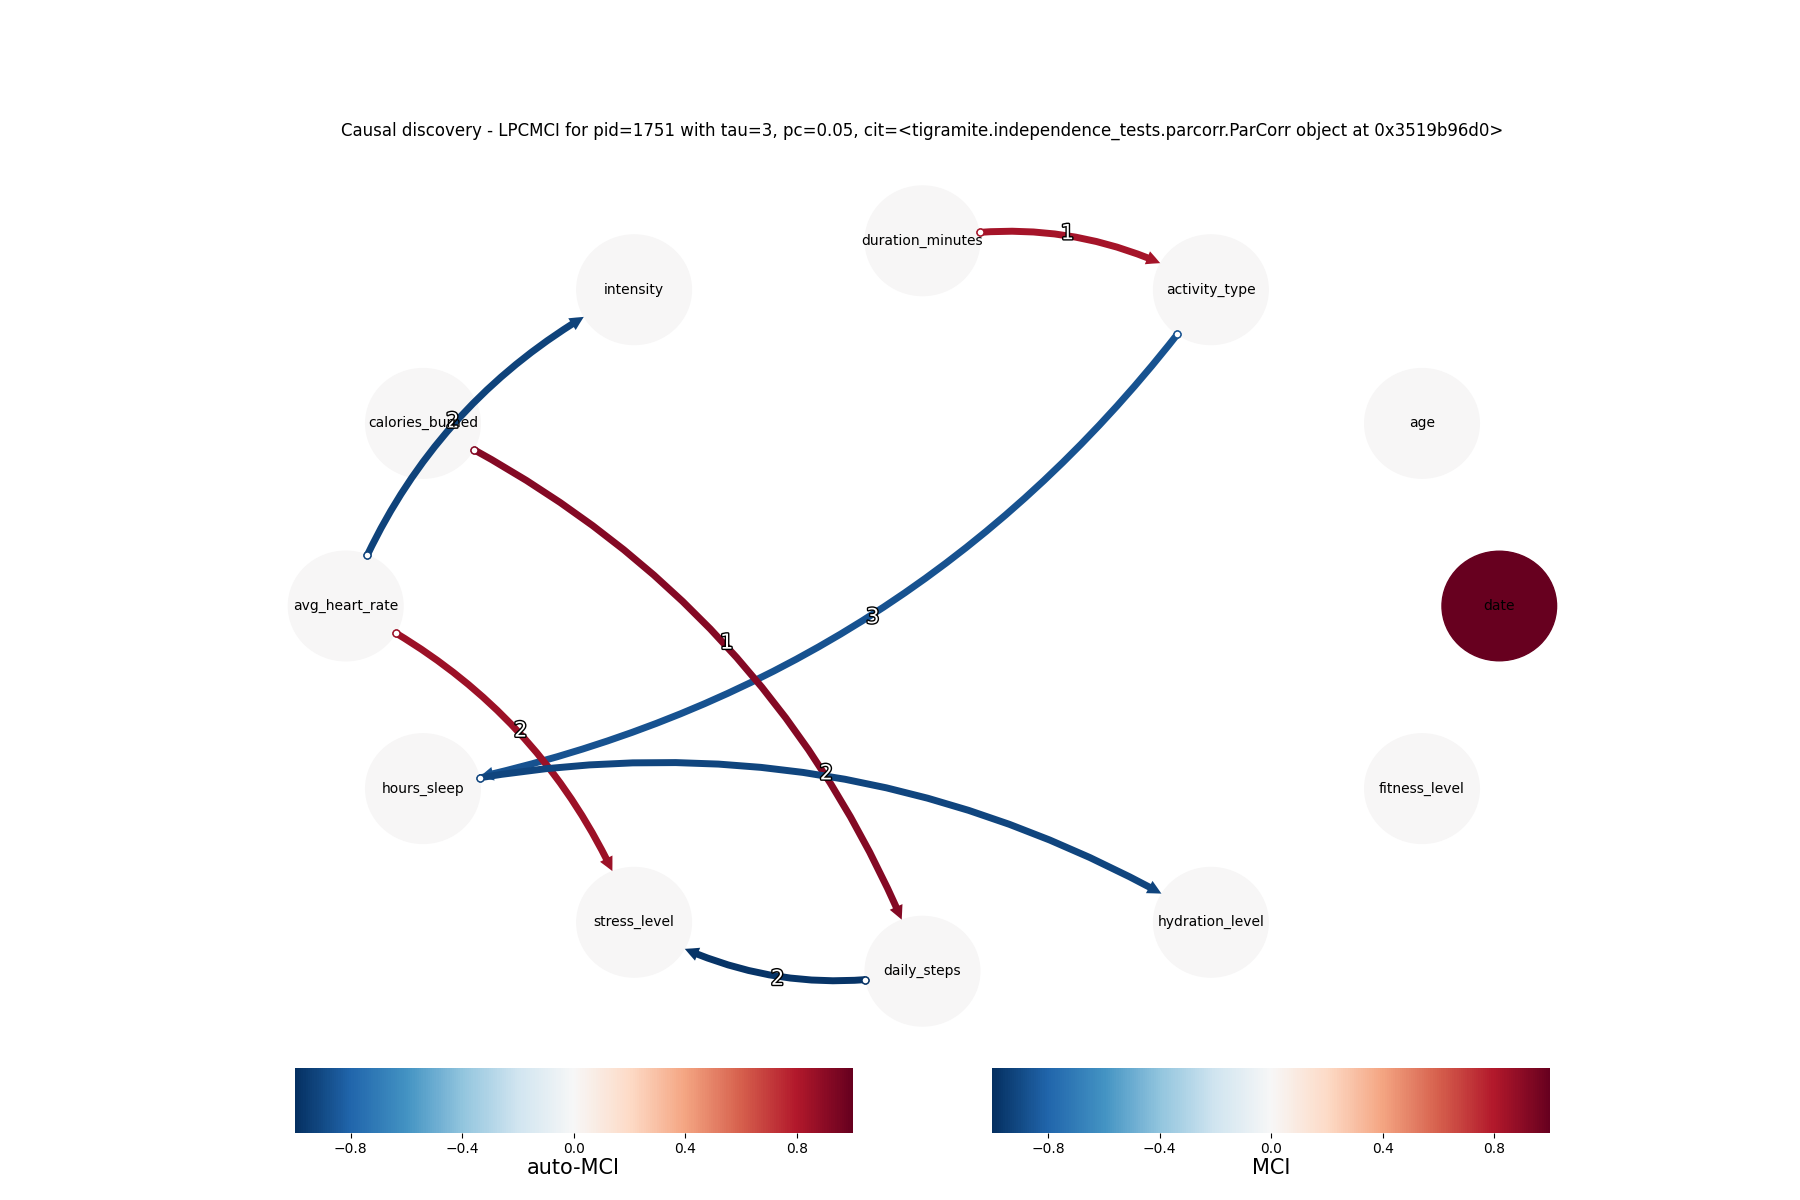 Causal discovery - LPCMCI for pid=1751 with tau=3, pc=0.05, cit=<tigramite.independence_tests.parcorr.ParCorr object at 0x3519b96d0>
duration_minutes
1
intensity
activity_type
2
calories_burned
age
avg_heart_rate
date
3
1
2
2
hours_sleep
fitness_level
stress_level
hydration_level
2
daily_steps
−0.8 −0.4 0.0 0.4 0.8
auto-MCI
−0.8 −0.4 0.0 0.4 0.8
MCI